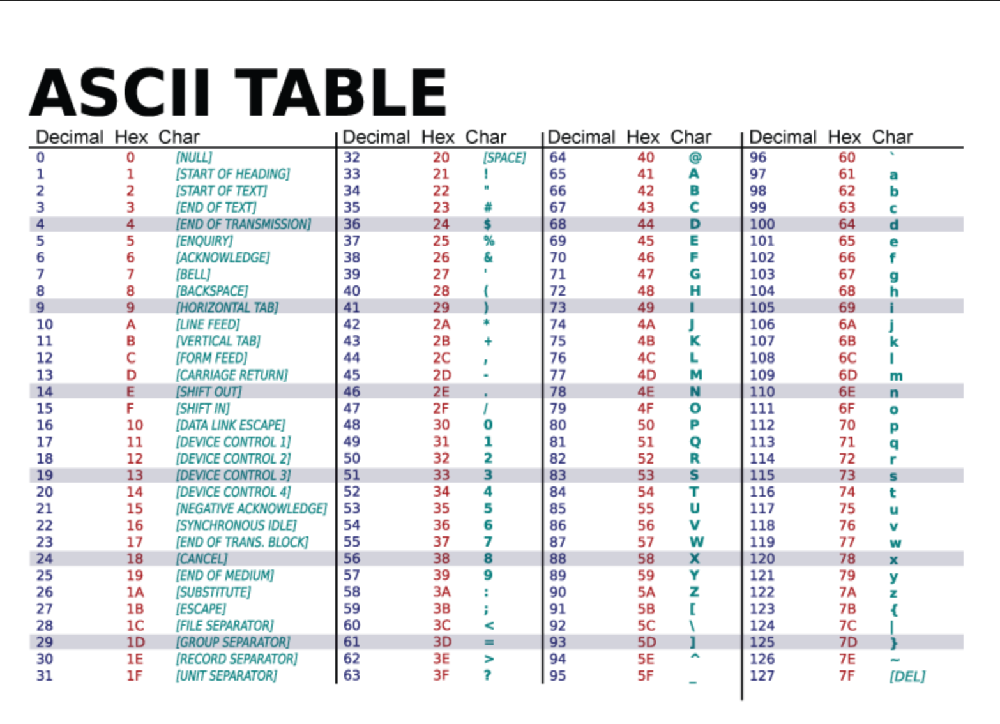 ASCII TABLE
Decimal Hex Char Decimal Hex Char Decimal Hex Char Decimal Hex Char
0 0 [NULL] 32 20 [SPACE] 64 40 @ 96 60 `
1 1 [START OF HEADING] 33 21 ! 65 41 A 97 61 a
2 2 [START OF TEXT] 34 22 " 66 42 B 98 62 b
3 3 [END OF TEXT] 35 23 # 67 43 C 99 63 c
4 4 [END OF TRANSMISSION] 36 24 $ 68 44 D 100 64 d
5 5 [ENQUIRY] 37 25 % 69 45 E 101 65 e
6 6 [ACKNOWLEDGE] 38 26 & 70 46 F 102 66 f
7 7 [BELL] 39 27 ' 71 47 G 103 67 g
8 8 [BACKSPACE] 40 28 ( 72 48 H 104 68 h
9 9 [HORIZONTAL TAB] 41 29 ) 73 49 I 105 69 i
10 A [LINE FEED] 42 2A * 74 4A J 106 6A j
11 B [VERTICAL TAB] 43 2B + 75 4B K 107 6B k
12 C [FORM FEED] 44 2C , 76 4C L 108 6C l
13 D [CARRIAGE RETURN] 45 2D - 77 4D M 109 6D m
14 E [SHIFT OUT] 46 2E . 78 4E N 110 6E n
15 F [SHIFT IN] 47 2F / 79 4F O 111 6F o
16 10 [DATA LINK ESCAPE] 48 30 0 80 50 P 112 70 p
17 11 [DEVICE CONTROL 1] 49 31 1 81 51 Q 113 71 q
18 12 [DEVICE CONTROL 2] 50 32 2 82 52 R 114 72 r
19 13 [DEVICE CONTROL 3] 51 33 3 83 53 S 115 73 s
20 14 [DEVICE CONTROL 4] 52 34 4 84 54 T 116 74 t
21 15 [NEGATIVE ACKNOWLEDGE] 53 35 5 85 55 U 117 75 u
22 16 [SYNCHRONOUS IDLE] 54 36 6 86 56 V 118 76 v
23 17 [END OF TRANS. BLOCK] 55 37 7 87 57 W 119 77 w
24 18 [CANCEL] 56 38 8 88 58 X 120 78 x
25 19 [END OF MEDIUM] 57 39 9 89 59 Y 121 79 y
26 1A [SUBSTITUTE] 58 3A : 90 5A Z 122 7A z
27 1B [ESCAPE] 59 3B ; 91 5B [ 123 7B {
28 1C [FILE SEPARATOR] 60 3C < 92 5C \ 124 7C |
29 1D [GROUP SEPARATOR] 61 3D = 93 5D ] 125 7D }
30 1E [RECORD SEPARATOR] 62 3E > 94 5E ^ 126 7E ~
31 1F [UNIT SEPARATOR] 63 3F ? 95 5F _ 127 7F [DEL]